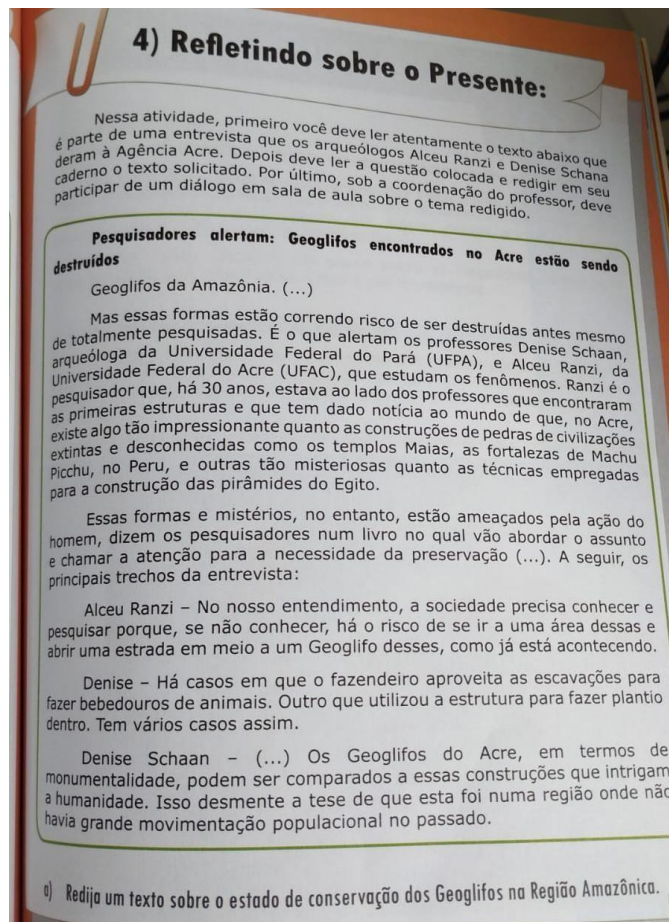 4) Refletindo sobre o Presente:
Nessa atividade, primeiro você deve ler atentamente o texto abaixo que
é parte de uma entrevista que os arqueólogos Alceu Ranzi e Denise Schana
deram à Agência Acre. Depois deve ler a questão colocada e redigir em seu
caderno o texto solicitado. Por último, sob a coordenação do professor, deve
participar de um diálogo em sala de aula sobre o tema redigido.
Pesquisadores alertam: Geoglifos encontrados no Acre estão sendo
destruídos
Geoglifos da Amazônia. (...)
Mas essas formas estão correndo risco de ser destruídas antes mesmo
de totalmente pesquisadas. É o que alertam os professores Denise Schaan,
arqueóloga da Universidade Federal do Pará (UFPA), e Alceu Ranzi, da
Universidade Federal do Acre (UFAC), que estudam os fenômenos. Ranzi é o
pesquisador que, há 30 anos, estava ao lado dos professores que encontraram
as primeiras estruturas e que tem dado notícia ao mundo de que, no Acre,
existe algo tão impressionante quanto as construções de pedras de civilizações
extintas e desconhecidas como os templos Maias, as fortalezas de Machu
Picchu, no Peru, e outras tão misteriosas quanto as técnicas empregadas
para a construção das pirâmides do Egito.
Essas formas e mistérios, no entanto, estão ameaçados pela ação do
homem, dizem os pesquisadores num livro no qual vão abordar o assunto
e chamar a atenção para a necessidade da preservação (...). A seguir, os
principais trechos da entrevista:
Alceu Ranzi – No nosso entendimento, a sociedade precisa conhecer e
pesquisar porque, se não conhecer, há o risco de se ir a uma área dessas e
abrir uma estrada em meio a um Geoglifo desses, como já está acontecendo.
Denise – Há casos em que o fazendeiro aproveita as escavações para
fazer bebedouros de animais. Outro que utilizou a estrutura para fazer plantio
dentro. Tem vários casos assim.
Denise Schaan – (...) Os Geoglifos do Acre, em termos de
monumentalidade, podem ser comparados a essas construções que intrigam
a humanidade. Isso desmente a tese de que esta foi numa região onde não
havia grande movimentação populacional no passado.
a) Redija um texto sobre o estado de conservação dos Geoglifos na Região Amazônica.